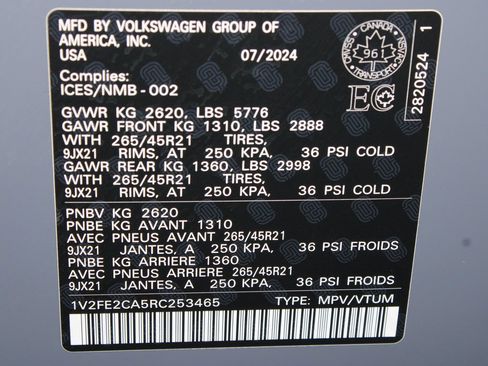 MFD BY VOLKSWAGEN GROUP OF
AMERICA, INC.
USA 07/2024
Complies:
ICES/NMB-002
CANADA
961
TRANSPORT
EC
2820524 1
GVWR KG 2620, LBS 5776
GAWR FRONT KG 1310, LBS 2888
WITH 265/45R21 TIRES,
9JX21 RIMS, AT 250 KPA, 36 PSI COLD
GAWR REAR KG 1360, LBS 2998
WITH 265/45R21 TIRES,
9JX21 RIMS, AT 250 KPA, 36 PSI COLD
PNBV KG 2620
PNBE KG AVANT 1310
AVEC PNEUS AVANT 265/45R21
9JX21 JANTES, A 250 KPA, 36 PSI FROIDS
PNBE KG ARRIERE 1360
AVEC PNEUS ARRIERE 265/45R21
9JX21 JANTES, A 250 KPA, 36 PSI FROIDS
1V2FE2CA5RC253465 TYPE: MPV/VTUM